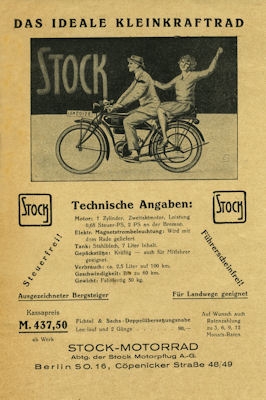 DAS IDEALE KLEINKRAFTRAD
STOCK
STOCK
STOCK
Technische Angaben:
Motor: 1 Zylinder, Zweitaktmotor, Leistung
0,68 Steuer-PS, 2 PS an der Bremse.
Elektr. Magnetstrombeleuchtung: Wird mit
dem Rade geliefert.
Tank: Stahlblech, 7 Liter Inhalt.
Gepäckträger: Kräftig — auch für Mitfahrer
geeignet.
Verbrauch: ca. 2,5 Liter auf 100 km.
Geschwindigkeit: Bis zu 60 km.
Gewicht: Fahrfertig 50 kg.
Steuerfrei!
Führerscheinfrei!
Ausgezeichneter Bergsteiger
Für Landwege geeignet
Kassapreis
M. 437,50
ab Werk
Fichtel & Sachs-Doppelübersetzungsnabe
Leerlauf und 2 Gänge
Auf Wunsch auch
Ratenzahlung
zu 3, 6, 9, 12
Monats-Raten.
STOCK-MOTORRAD
Abtg. der Stock Motorpflug A.-G.
Berlin SO. 16, Cöpenicker Straße 48/49